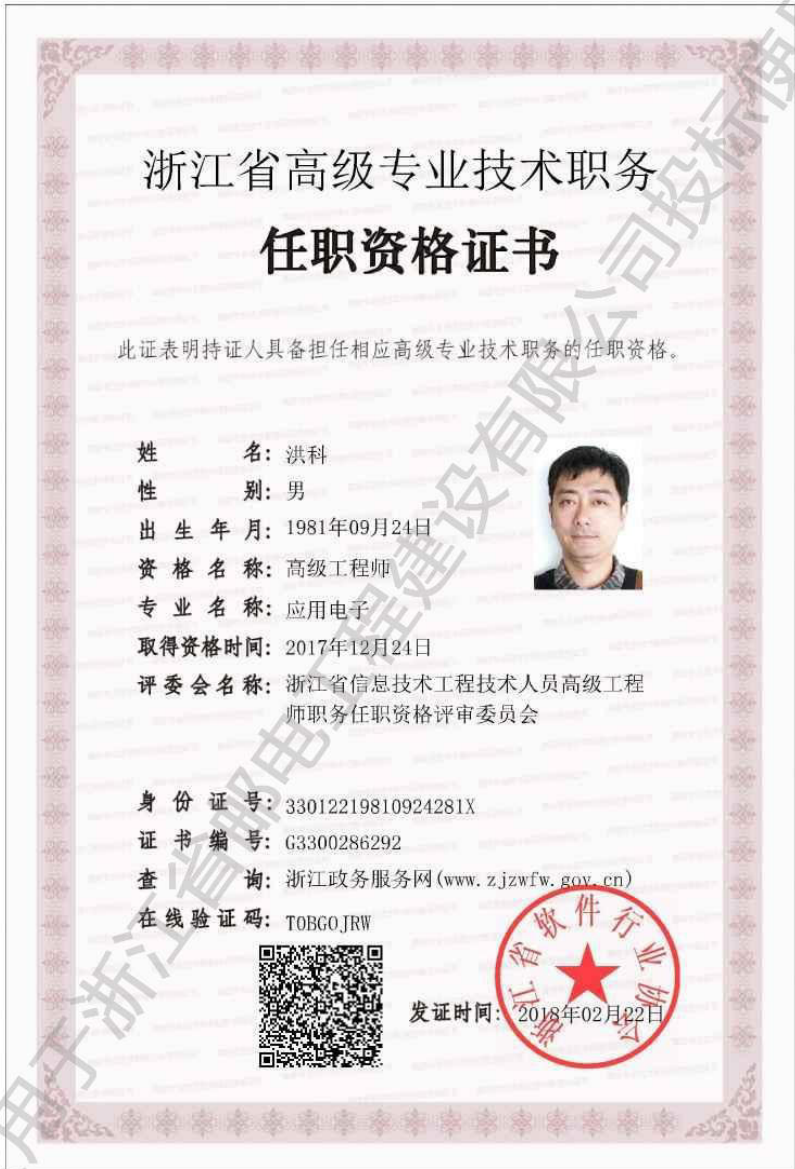 浙江省高级专业技术职务
任职资格证书
此证表明持证人具备担任相应高级专业技术职务的任职资格。
姓名：洪科
性别：男
出生年月：1981年09月24日
资格名称：高级工程师
专业名称：应用电子
取得资格时间：2017年12月24日
评委会名称：浙江省信息技术工程技术人员高级工程
师职务任职资格评审委员会
身份证号：33012219810924281X
证书编号：G3300286292
查询：浙江政务服务网(www.zjzwfw.gov.cn)
在线验证码：T0BGOJRW
发证时间：2018年02月22日
浙江省软件行业协会
用于浙江省邮电工程建设有限公司投标使